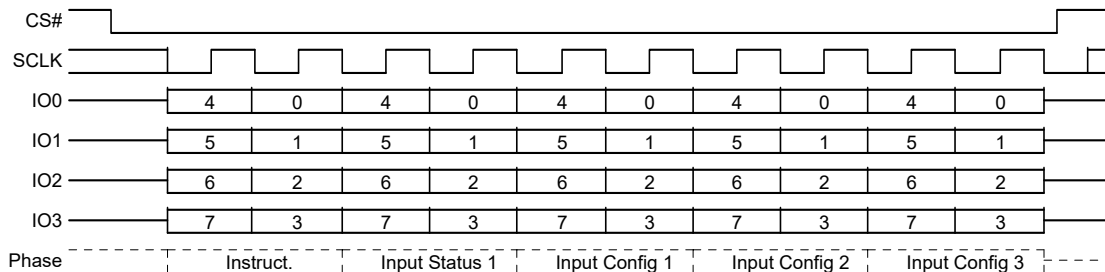 CS#
SCLK
IO0 4 0 4 0 4 0 4 0 4 0
IO1 5 1 5 1 5 1 5 1 5 1
IO2 6 2 6 2 6 2 6 2 6 2
IO3 7 3 7 3 7 3 7 3 7 3
Phase Instruct. Input Status 1 Input Config 1 Input Config 2 Input Config 3